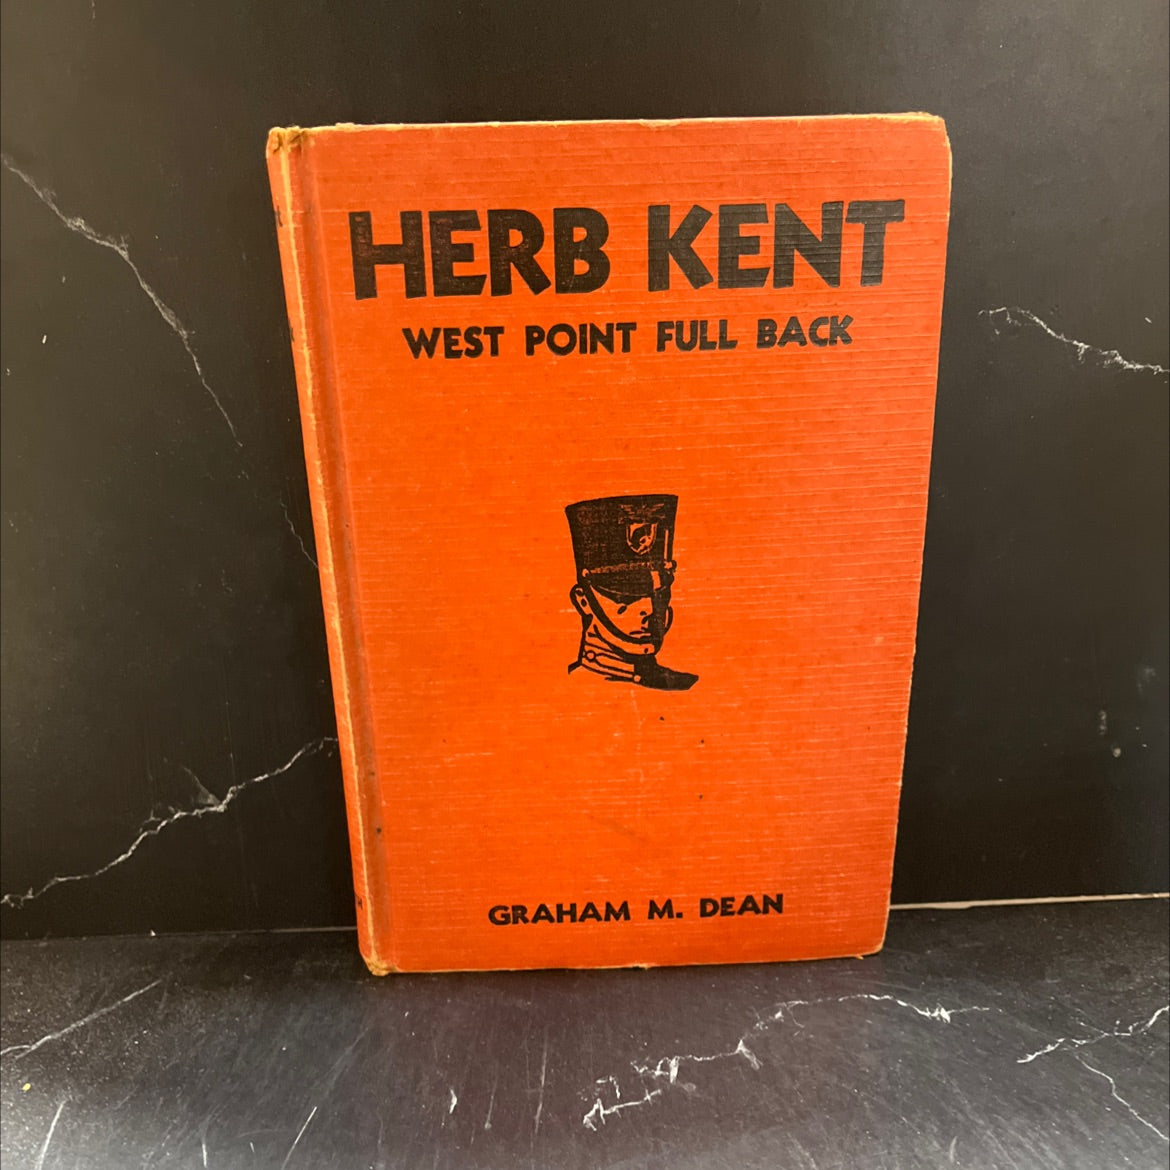 HERB KENT
WEST POINT FULL BACK
GRAHAM M. DEAN